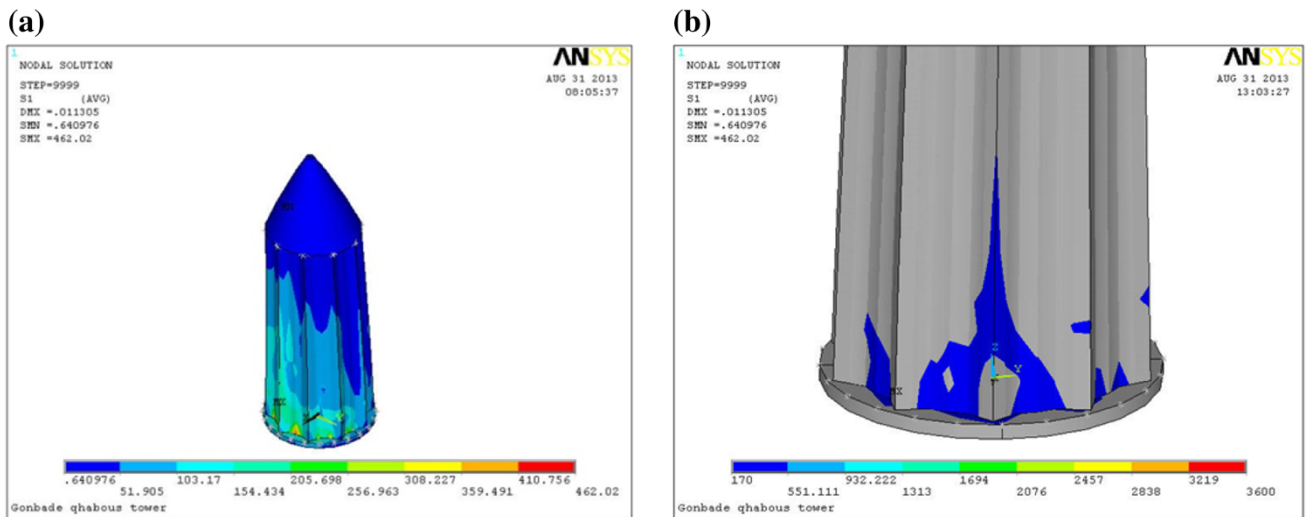 (a)
1
NODAL SOLUTION
STEP=9999
S1 (AVG)
DMX =.011305
SMN =.640976
SMX =462.02
ANSYS
AUG 31 2013
08:05:37
MX
X Y
.640976 103.17 205.698 308.227 410.756
51.905 154.434 256.963 359.491 462.02
Gonbade qhabous tower
(b)
1
NODAL SOLUTION
STEP=9999
S1 (AVG)
DMX =.011305
SMN =.640976
SMX =462.02
ANSYS
AUG 31 2013
13:03:27
Z
Y
MX
170 932.222 1694 2457 3219
551.111 1313 2076 2838 3600
Gonbade qhabous tower